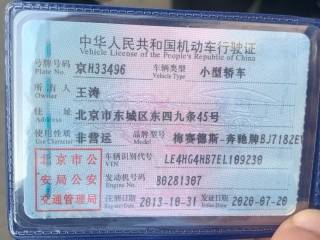 中华人民共和国机动车行驶证
Vehicle License of the People's Republic of China
号牌号码 京H33496 车辆类型 小型轿车
Plate No. Vehicle Type
所有人 王涛
Owner
住址 北京市东城区东四九条45号
Address
使用性质 非营运 品牌型号 梅赛德斯-奔驰牌BJ7182EV
Use Character Model
北京市公 车辆识别代号 LE4HG4HB7EL109230
VIN
安局公安 发动机号码 80281307
Engine No.
交通管理局 注册日期 2013-10-31 发证日期 2020-07-20
Register Date Issue Date